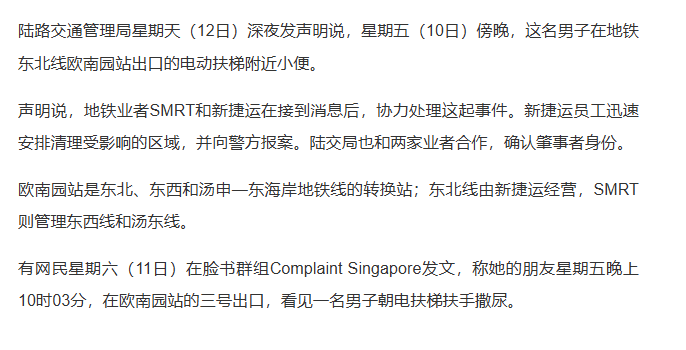 陆路交通管理局星期天（12日）深夜发声明说，星期五（10日）傍晚，这名男子在地铁
东北线欧南园站出口的电动扶梯附近小便。
声明说，地铁业者SMRT和新捷运在接到消息后，协力处理这起事件。新捷运员工迅速
安排清理受影响的区域，并向警方报案。陆交局也和两家业者合作，确认肇事者身份。
欧南园站是东北、东西和汤申—东海岸地铁线的转换站；东北线由新捷运经营，SMRT
则管理东西线和汤东线。
有网民星期六（11日）在脸书群组Complaint Singapore发文，称她的朋友星期五晚上
10时03分，在欧南园站的三号出口，看见一名男子朝电扶梯扶手撒尿。